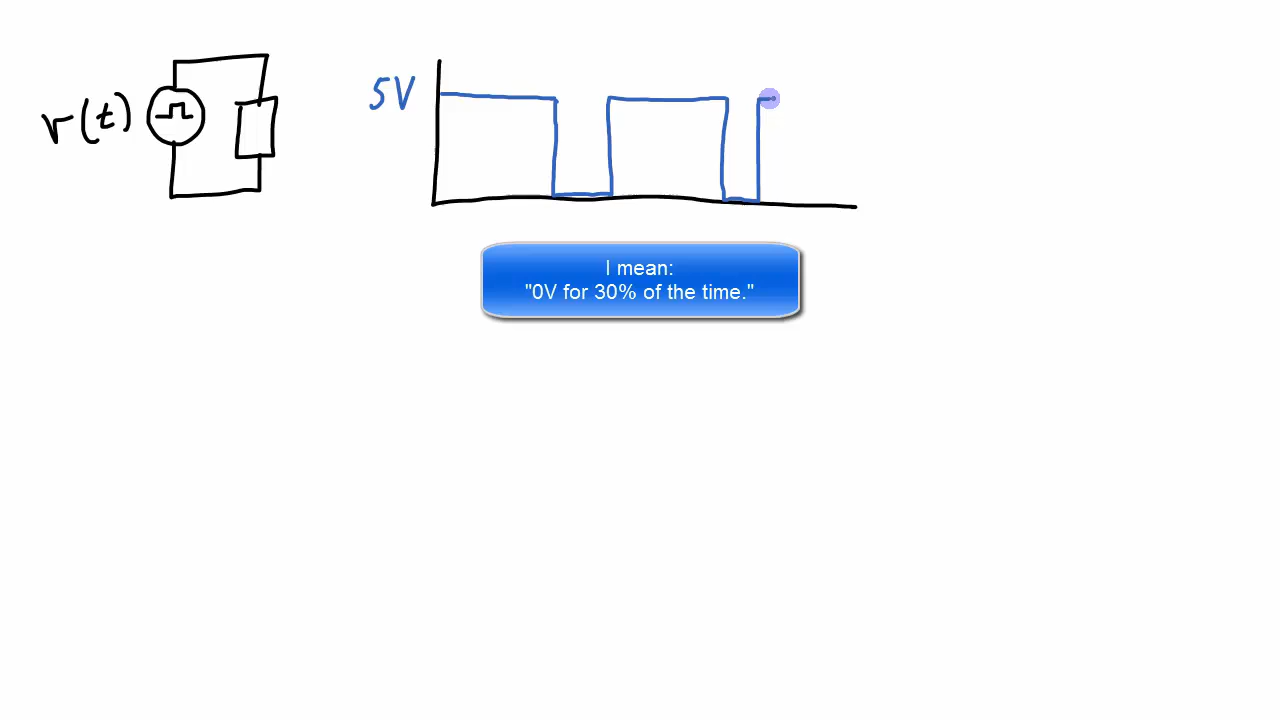 v(t)
5V
I mean:
"0V for 30% of the time."